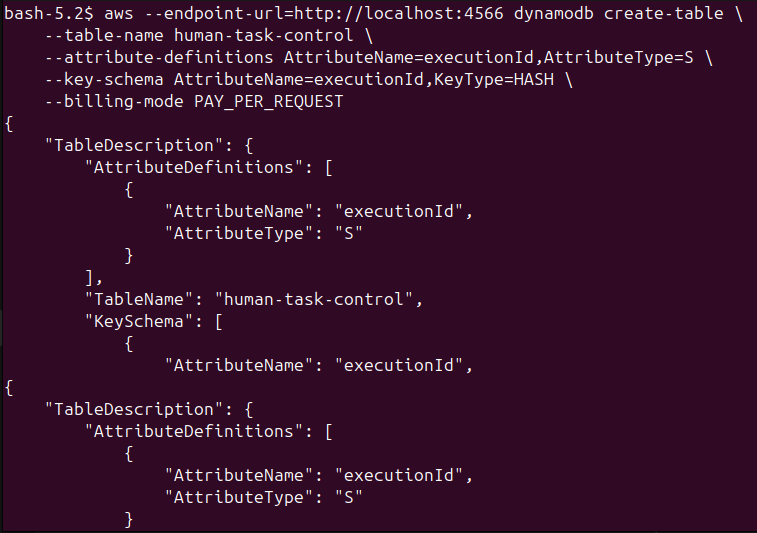 bash-5.2$ aws --endpoint-url=http://localhost:4566 dynamodb create-table \
    --table-name human-task-control \
    --attribute-definitions AttributeName=executionId,AttributeType=S \
    --key-schema AttributeName=executionId,KeyType=HASH \
    --billing-mode PAY_PER_REQUEST
{
    "TableDescription": {
        "AttributeDefinitions": [
            {
                "AttributeName": "executionId",
                "AttributeType": "S"
            }
        ],
        "TableName": "human-task-control",
        "KeySchema": [
            {
                "AttributeName": "executionId",
{
    "TableDescription": {
        "AttributeDefinitions": [
            {
                "AttributeName": "executionId",
                "AttributeType": "S"
            }